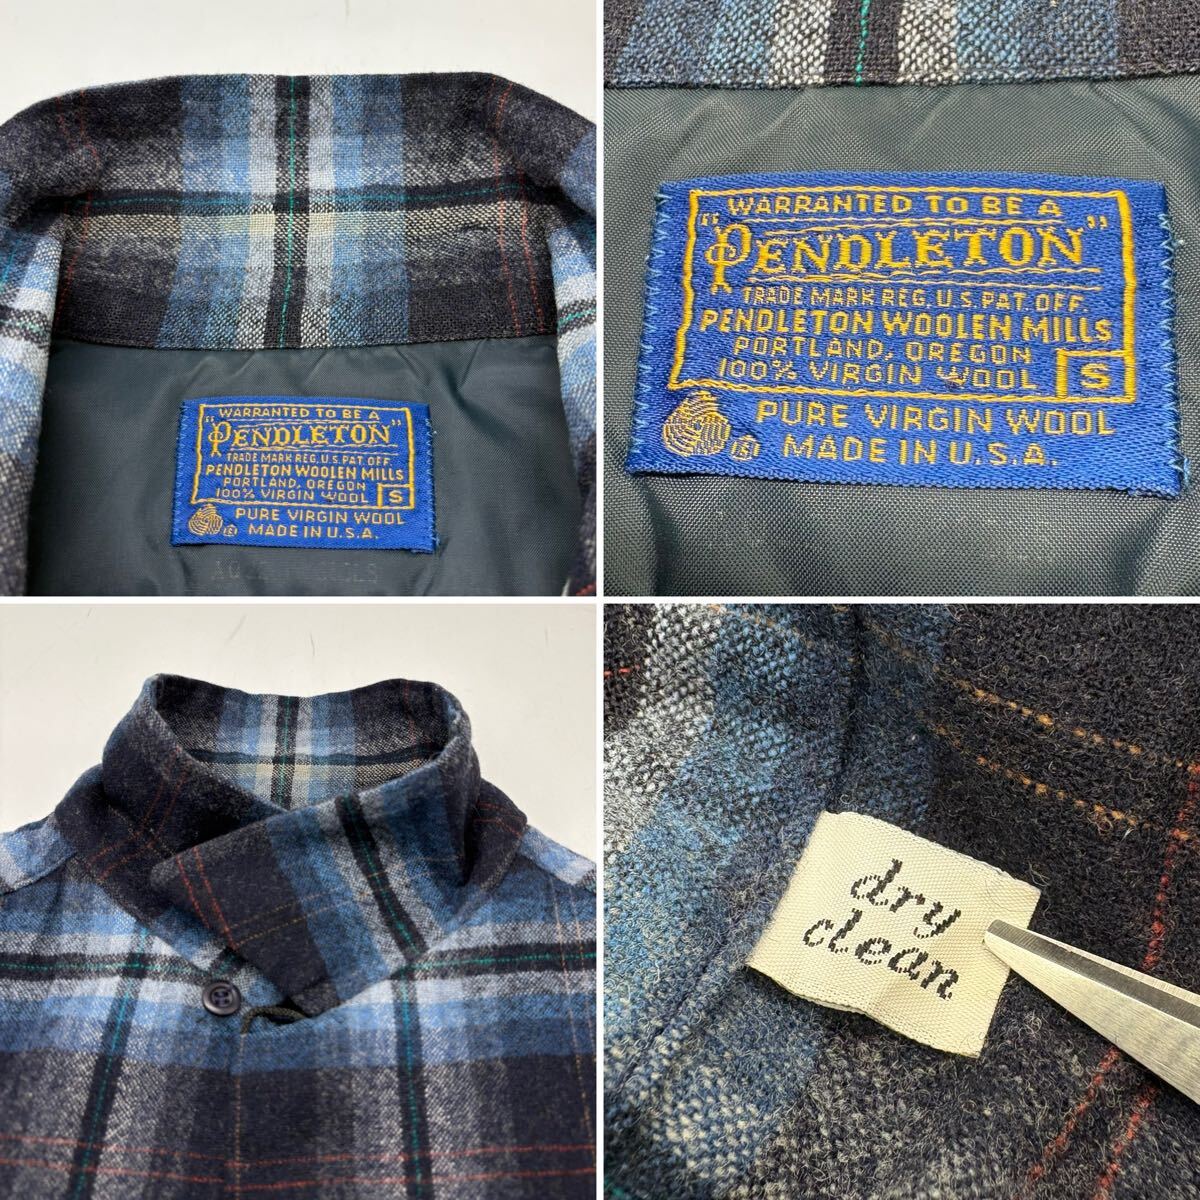 WARRANTED TO BE A
"PENDLETON"
TRADE MARK REG. U.S. PAT. OFF.
PENDLETON WOOLEN MILLS
PORTLAND, OREGON
100% VIRGIN WOOL
S
PURE VIRGIN WOOL
MADE IN U.S.A.
WARRANTED TO BE A
"PENDLETON"
TRADE MARK REG. U.S. PAT. OFF.
PENDLETON WOOLEN MILLS
PORTLAND, OREGON
100% VIRGIN WOOL
S
PURE VIRGIN WOOL
MADE IN U.S.A.
dry
clean